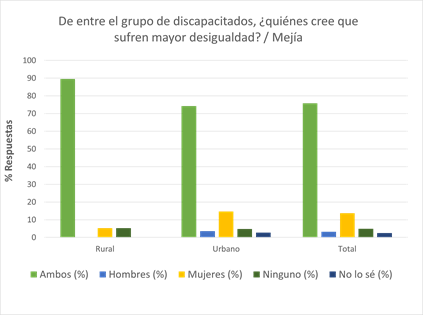 De entre el grupo de discapacitados, ¿quiénes cree que
sufren mayor desigualdad? / Mejía
% Respuestas
100
90
80
70
60
50
40
30
20
10
0
Rural
Urbano
Total
Ambos (%)
Hombres (%)
Mujeres (%)
Ninguno (%)
No lo sé (%)